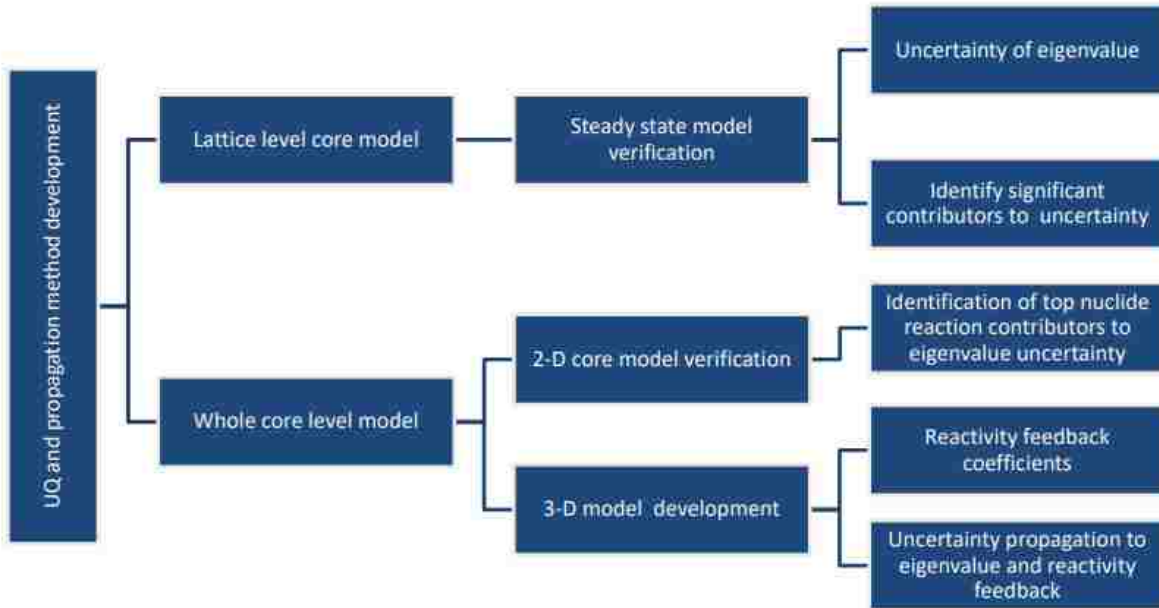 UQ and propagation method development
Lattice level core model
Steady state model
verification
Uncertainty of eigenvalue
Identify significant
contributors to uncertainty
Whole core level model
2-D core model verification
Identification of top nuclide
reaction contributors to
eigenvalue uncertainty
3-D model development
Reactivity feedback
coefficients
Uncertainty propagation to
eigenvalue and reactivity
feedback